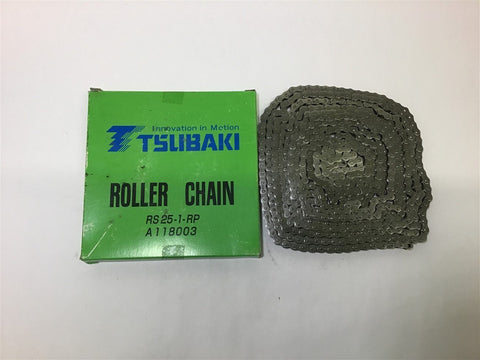 Innovation in Motion
TSUBAKI
ROLLER CHAIN
RS25-1-RP
A118003